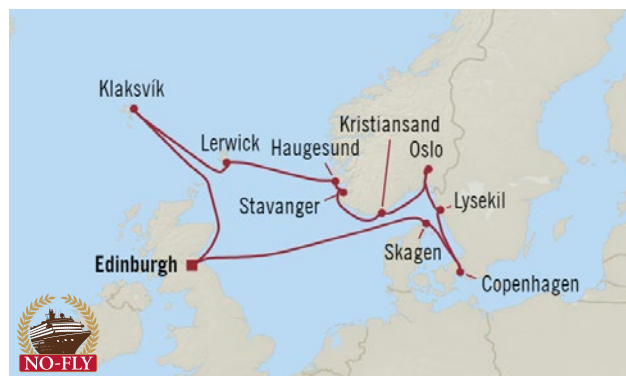 Klaksvík
Kristiansand
Lerwick
Haugesund
Oslo
Stavanger
Lysekil
Skagen
Edinburgh
Copenhagen
NO-FLY